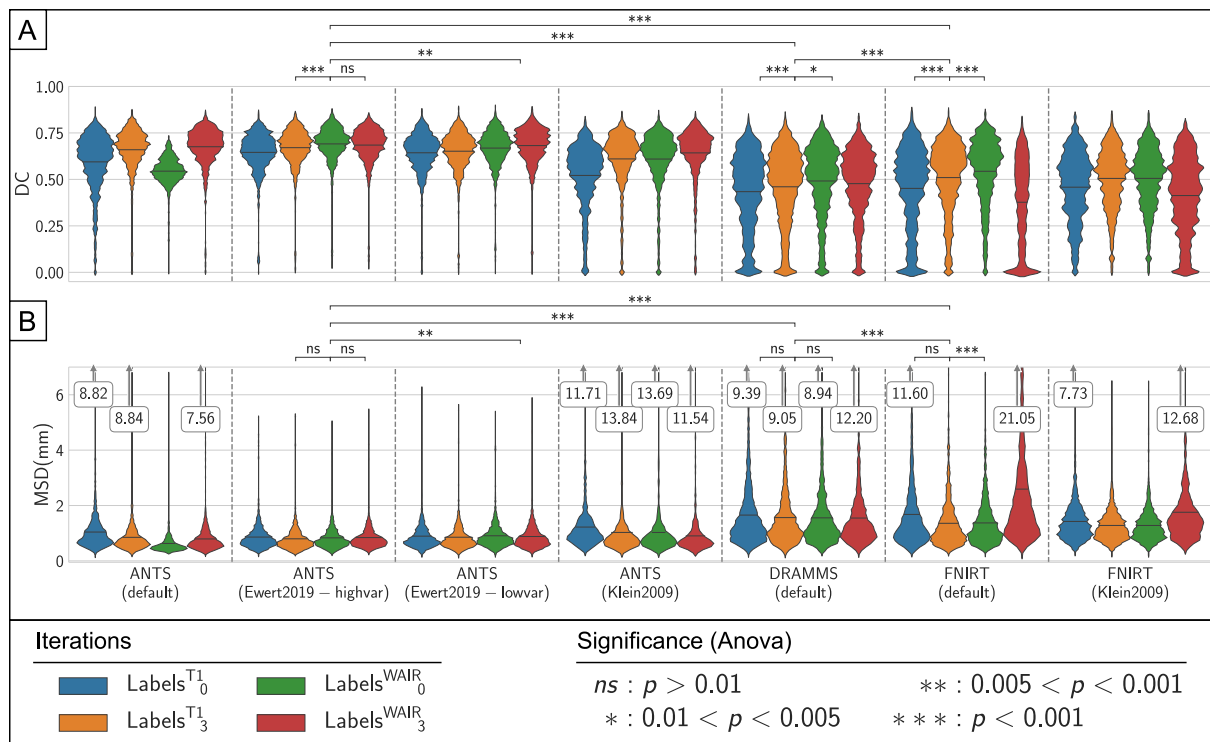 A
***
***
**
***
*** ns
*** *
*** ***
1.00
0.75
0.50
0.25
0.00
DC
B
***
***
**
***
ns ns
ns ns
ns ***
6
4
2
0
MSD(mm)
8.82 11.71 13.69 9.39 8.94 11.60 7.73
8.84 7.56 13.84 11.54 9.05 12.20 21.05 12.68
ANTS ANTS ANTS ANTS DRAMMS FNIRT FNIRT
(default) (Ewert2019 − highvar) (Ewert2019 − lowvar) (Klein2009) (default) (default) (Klein2009)
Iterations
Labels^T1_0 Labels^WAIR_0
Labels^T1_3 Labels^WAIR_3
Significance (Anova)
ns : p > 0.01 ** : 0.005 < p < 0.001
* : 0.01 < p < 0.005 *** : p < 0.001